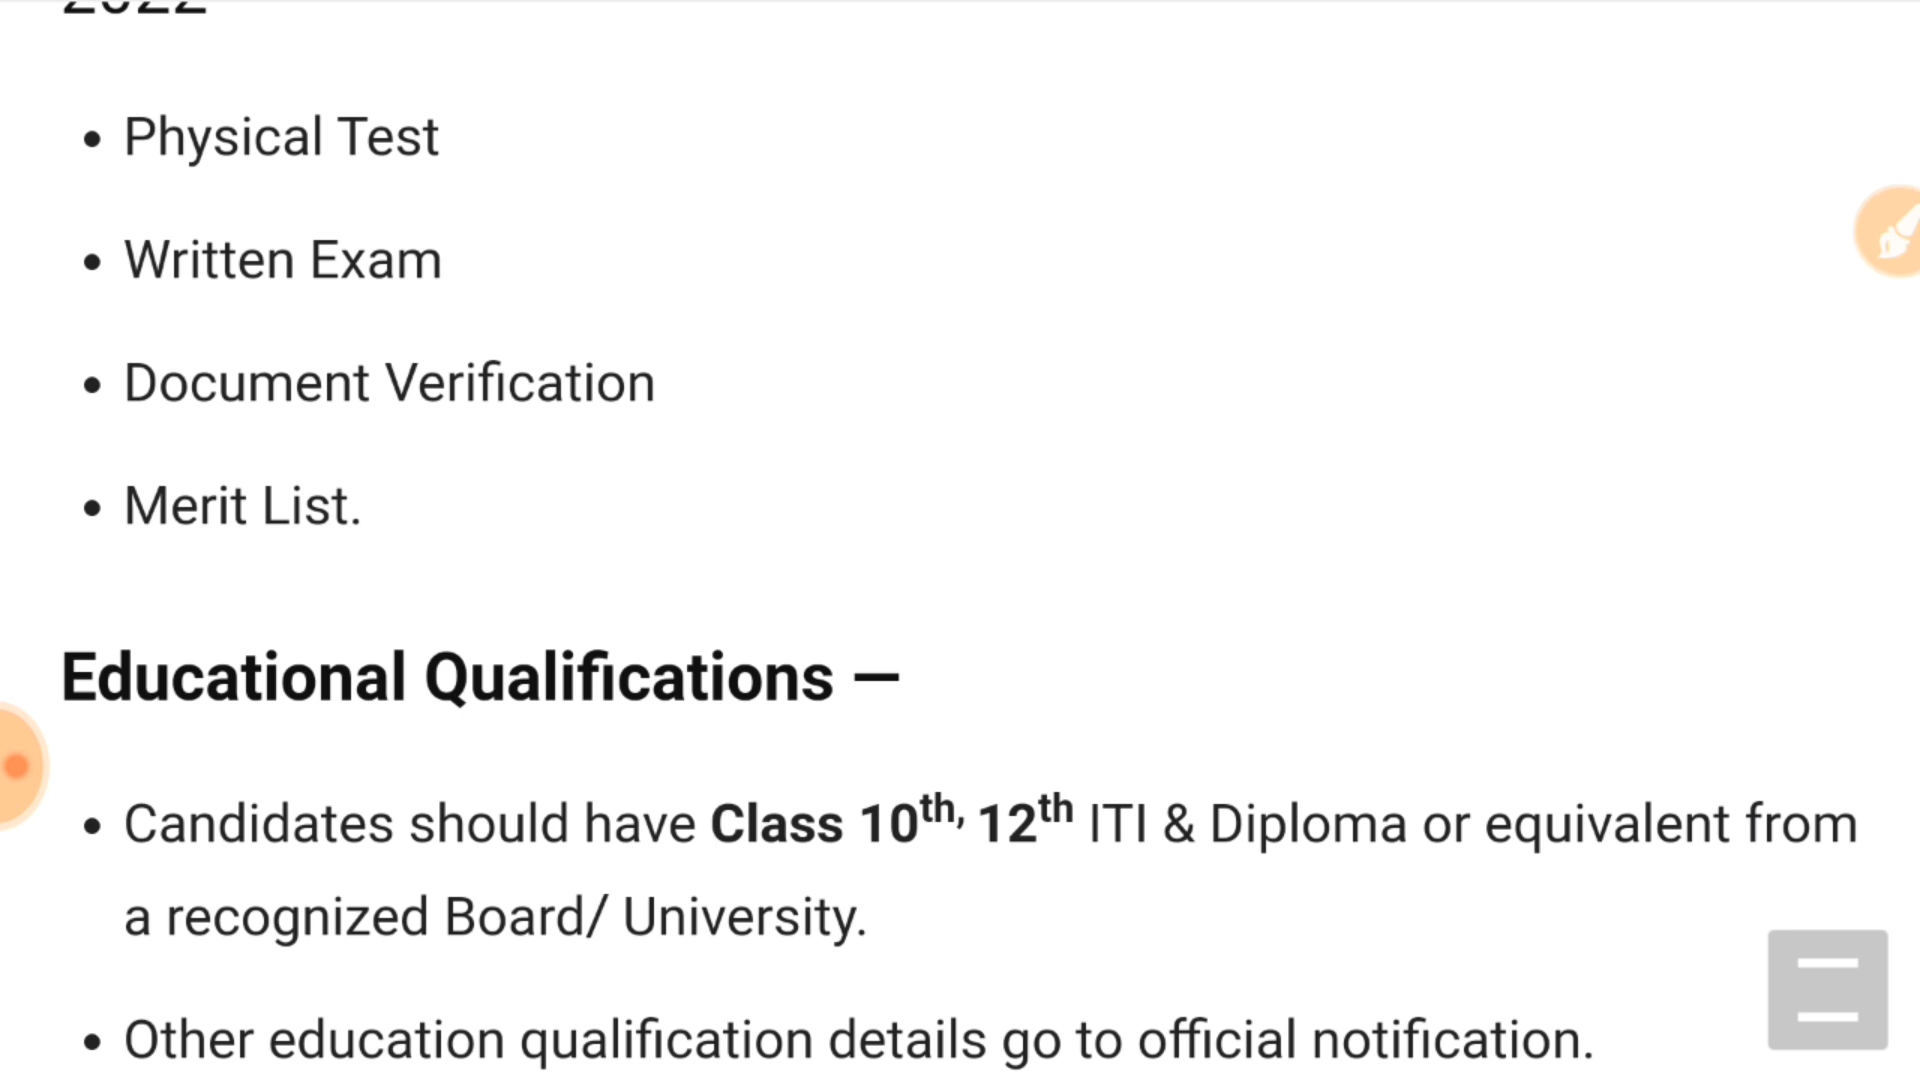 2022
• Physical Test
• Written Exam
• Document Verification
• Merit List.
Educational Qualifications –
• Candidates should have Class 10th, 12th ITI & Diploma or equivalent from
a recognized Board/ University.
• Other education qualification details go to official notification.